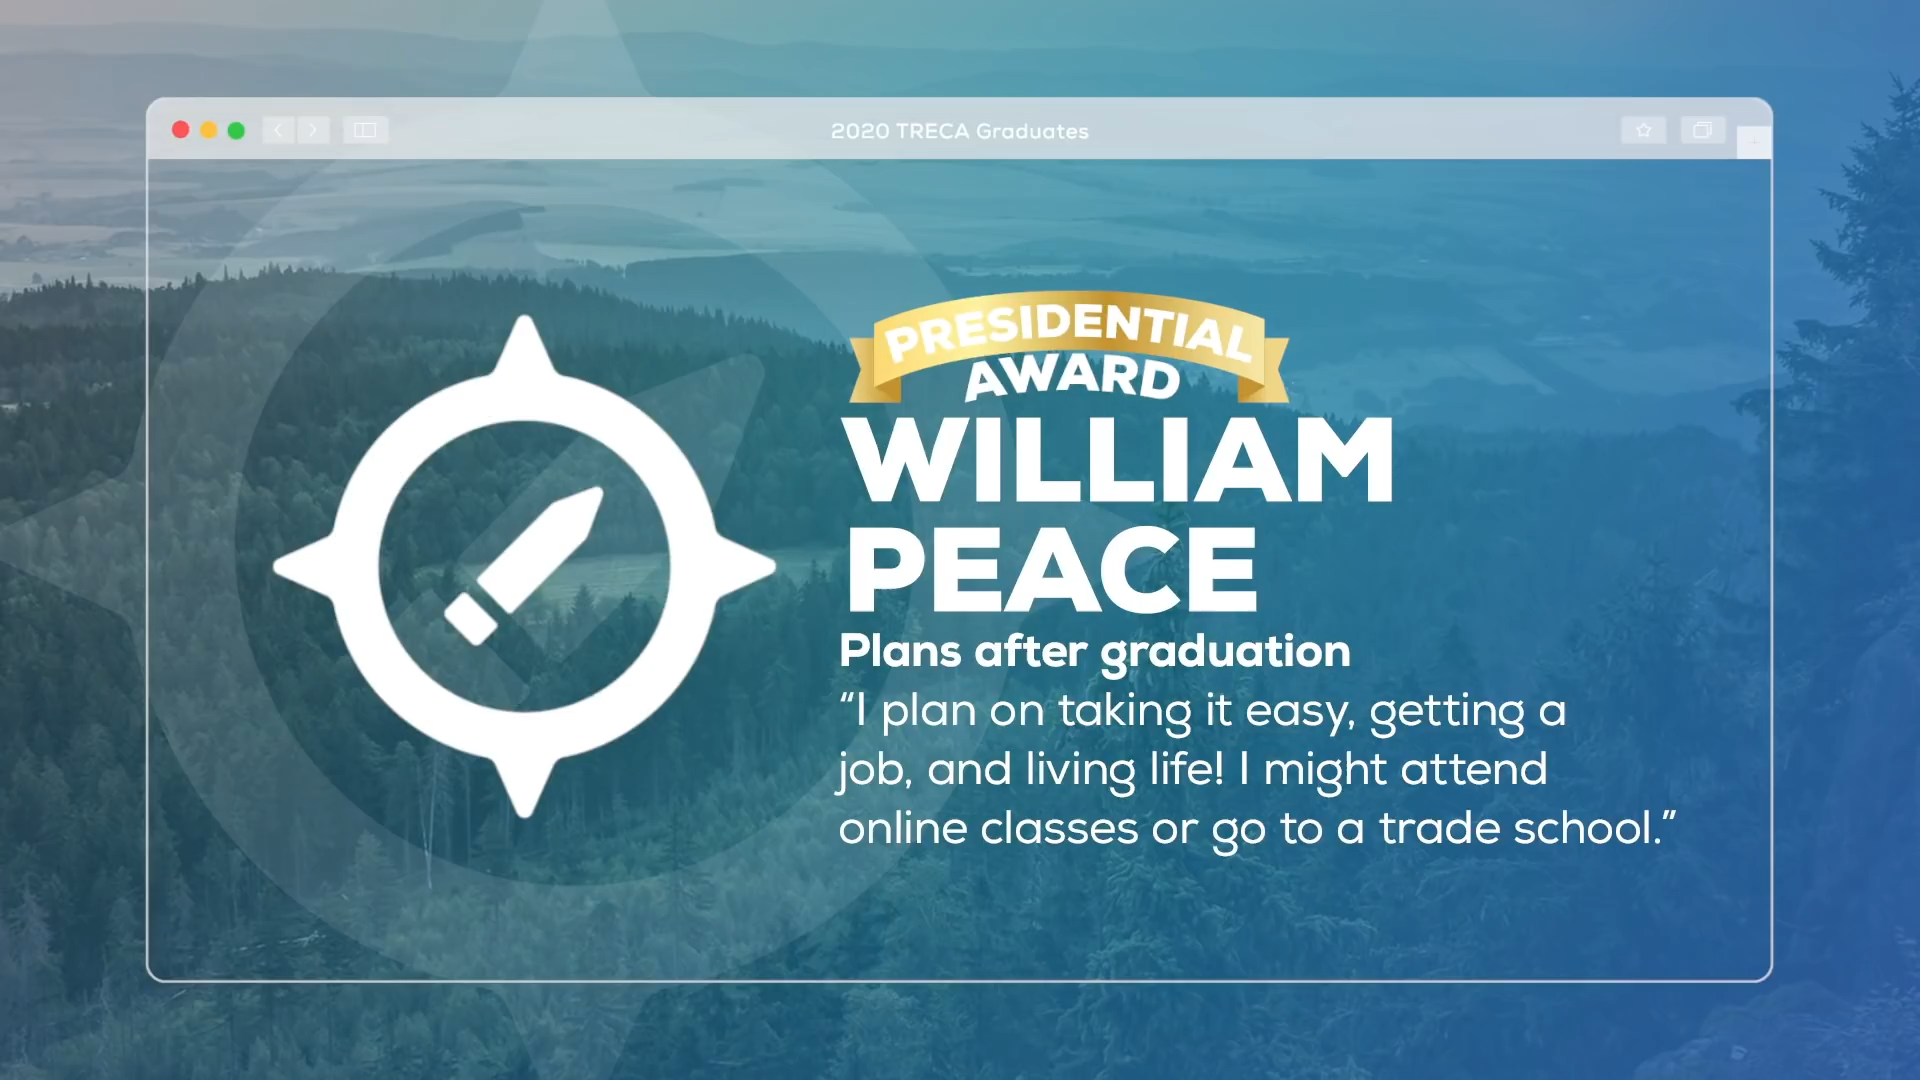 2020 TRECA Graduates
PRESIDENTIAL
AWARD
WILLIAM
PEACE
Plans after graduation
“I plan on taking it easy, getting a
job, and living life! I might attend
online classes or go to a trade school.”